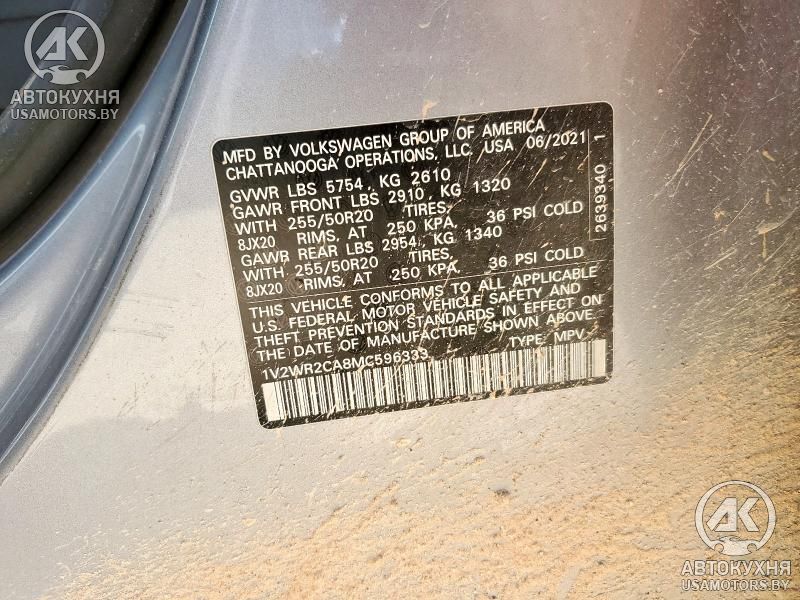 AK
АВТОКУХНЯ
USAMOTORS.BY
MFD BY VOLKSWAGEN GROUP OF AMERICA
CHATTANOOGA OPERATIONS, LLC. USA 06/2021 1
GVWR LBS 5754, KG 2610
GAWR FRONT LBS 2910, KG 1320
WITH 255/50R20 TIRES,
8JX20 RIMS, AT 250 KPA, 36 PSI COLD
GAWR REAR LBS 2954, KG 1340
WITH 255/50R20 TIRES,
8JX20 RIMS, AT 250 KPA, 36 PSI COLD
THIS VEHICLE CONFORMS TO ALL APPLICABLE
U.S. FEDERAL MOTOR VEHICLE SAFETY AND
THEFT PREVENTION STANDARDS IN EFFECT ON
THE DATE OF MANUFACTURE SHOWN ABOVE.
1V2WR2CA8MC596333 TYPE: MPV
2639340
AK
АВТОКУХНЯ
USAMOTORS.BY